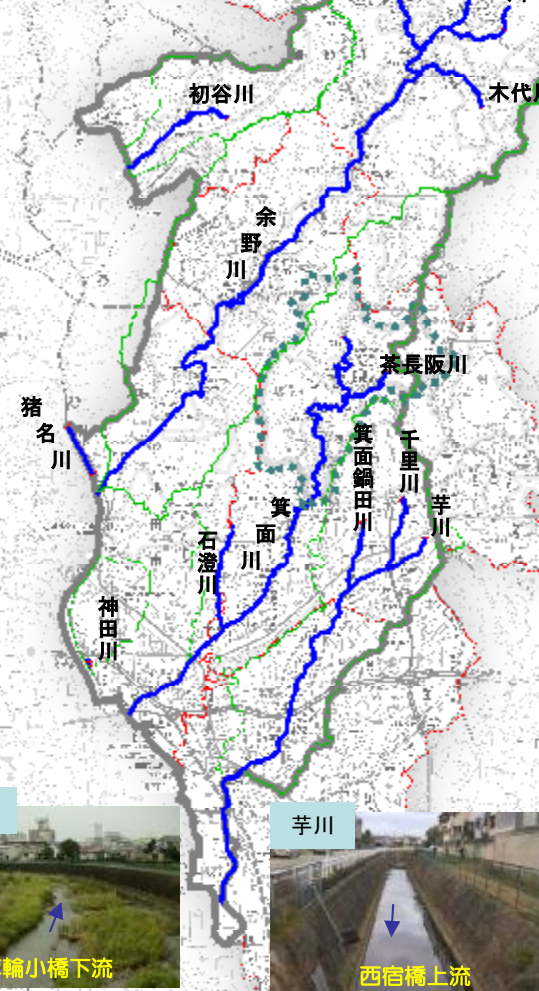 初谷川
木代川
余野川
茶長阪川
猪名川
箕面鍋田川
千里川
芋川
箕面川
石澄川
神田川
芋川
輪小橋下流
西宿橋上流